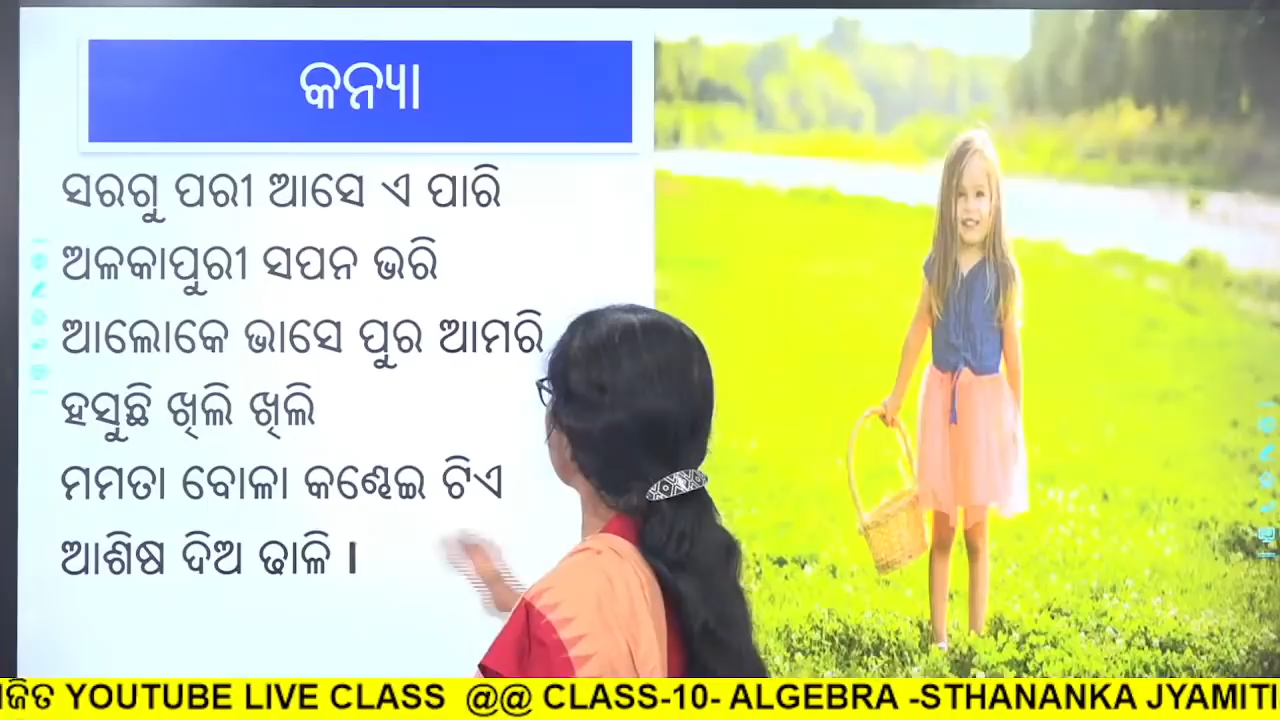 କନ୍ୟା
ସରଗୁ ପରୀ ଆସେ ଏ ପାରି
ଅଳକାପୁରୀ ସପନ ଭରି
ଆଲୋକେ ଭାସେ ପୁର ଆମରି
ହସୁଛି ଖିଲି ଖିଲି
ମମତା ବୋଳା କଣ୍ଢେଇ ଟିଏ
ଆଶିଷ ଦିଅ ଢାଳି ।
YOUTUBE LIVE CLASS @@ CLASS-10- ALGEBRA -STHANANKA JYAMITI